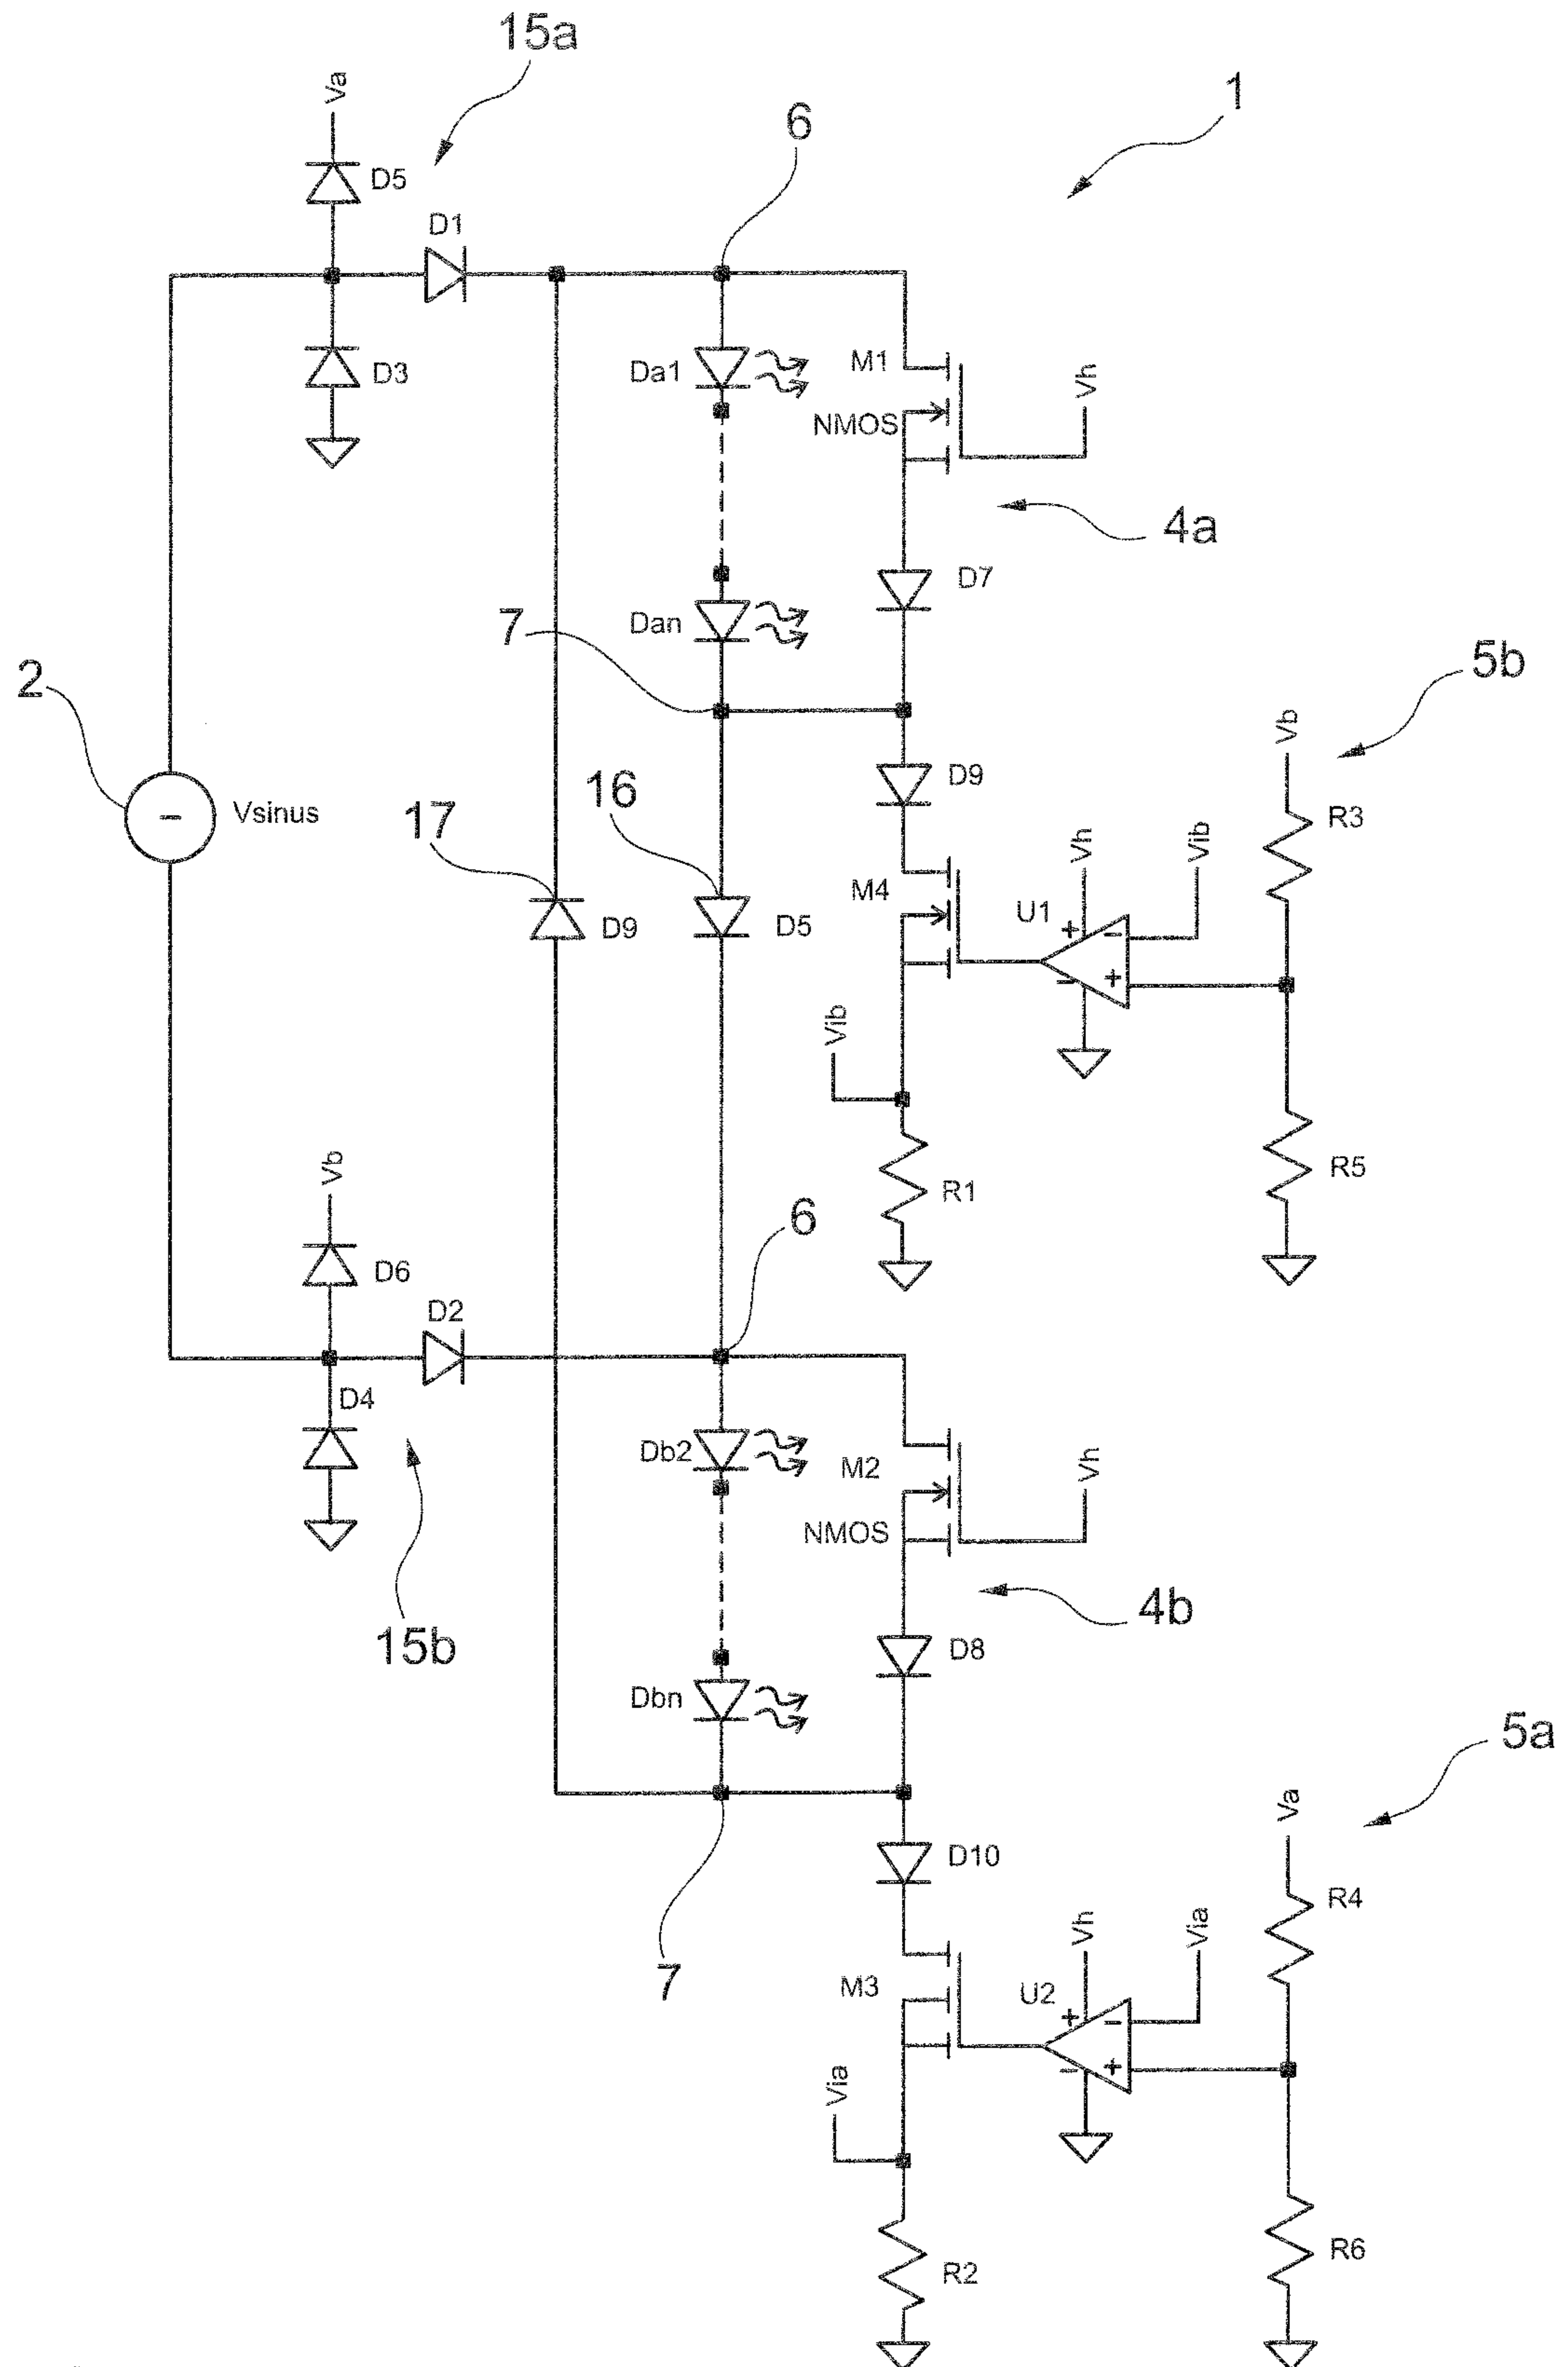 15a
1
Va
6
D5
D1
D3
Da1
M1
Vh
NMOS
4a
D7
7
Dan
5b
2
Vb
D9
16
Vsinus
17
R3
Vib
Vh
M4
U1
D9
D5
+
−
+
-
Vib
Vb
R5
R1
6
D6
D2
D4
Db2
M2
Vh
NMOS
4b
15b
D8
Dbn
5a
Va
D10
R4
Vh
Via
7
M3
U2
+
−
+
-
Via
R6
R2